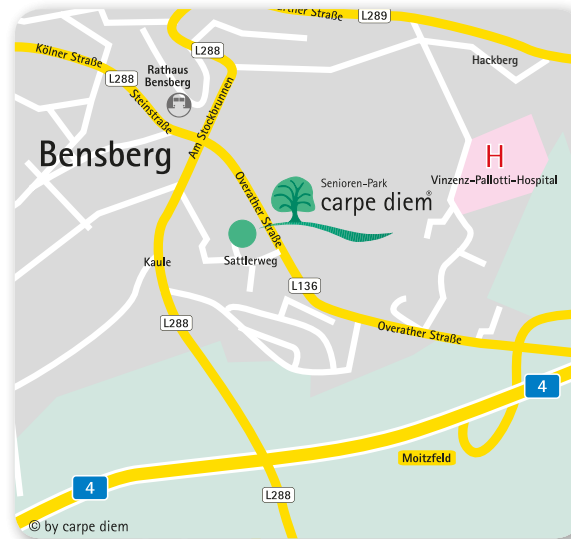 rther Straße
L289
Kölner Straße
L288
L288
Hackberg
Rathaus
Bensberg
Steinstraße
Am Stockbrunnen
Bensberg
H
Vinzenz-Pallotti-Hospital
Overather Straße
Senioren-Park
carpe diem®
Sattlerweg
Kaule
L136
L288
Overather Straße
4
Moitzfeld
4
L288
© by carpe diem